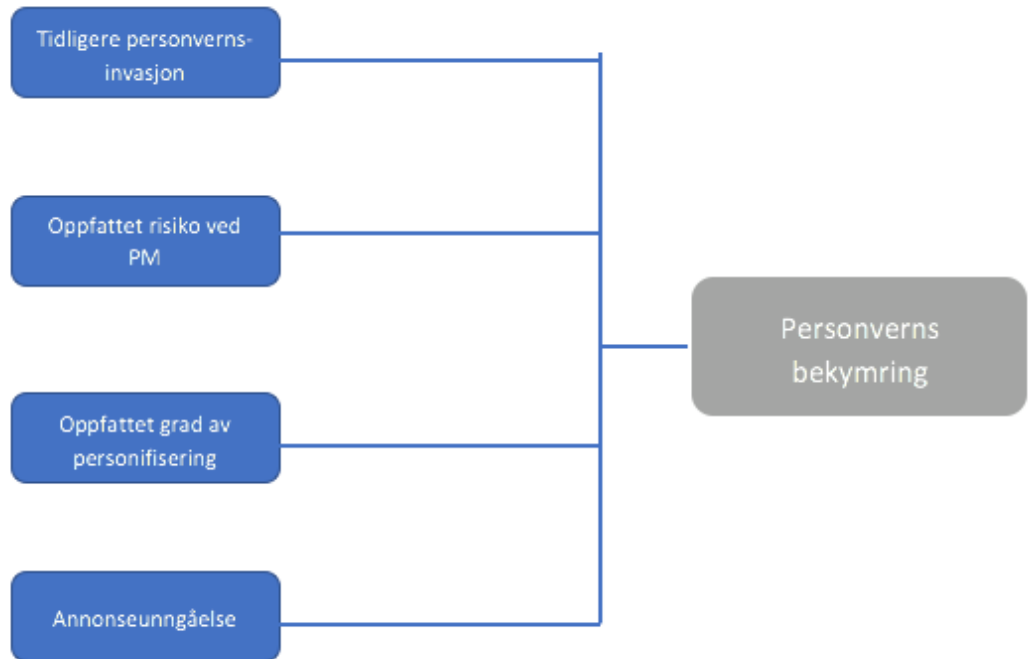 Tidligere personverns-
invasjon
Oppfattet risiko ved
PM
Oppfattet grad av
personifisering
Annonseunngåelse
Personverns
bekymring